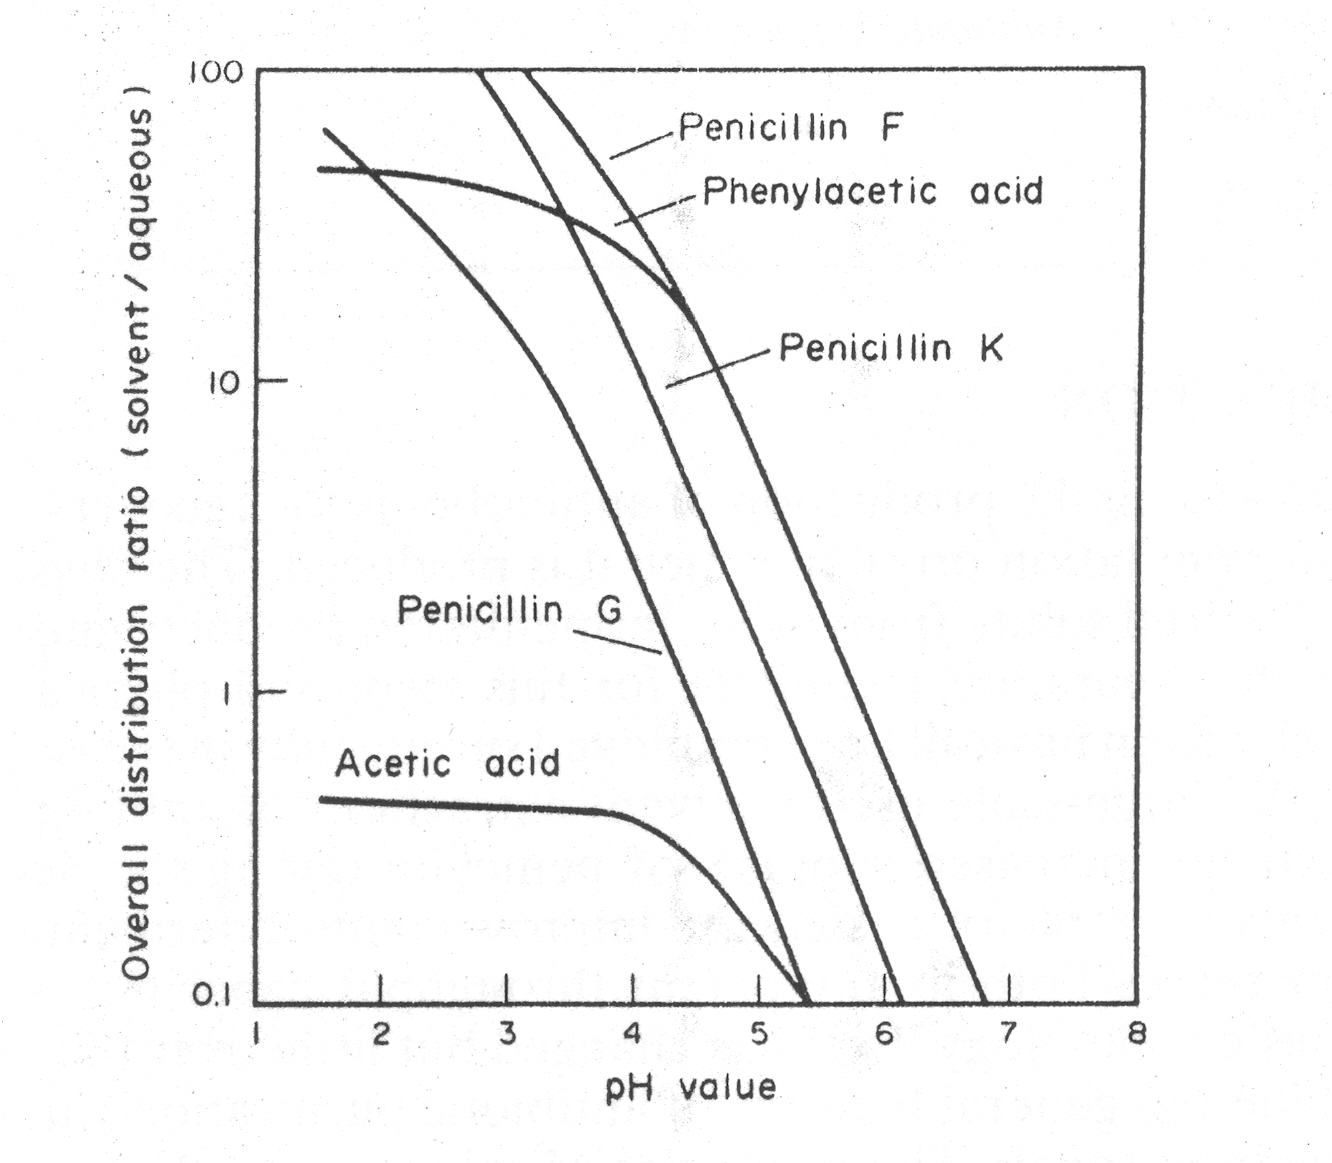 100
Penicillin F
Phenylacetic acid
Penicillin K
10
Penicillin G
1
Acetic acid
0.1
1 2 3 4 5 6 7 8
pH value
Overall distribution ratio (solvent / aqueous)